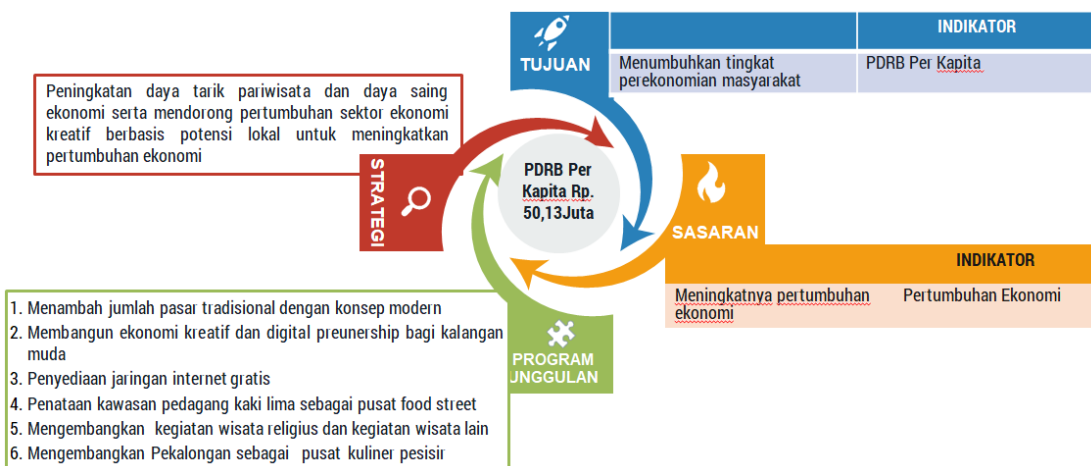 TUJUAN
INDIKATOR
Menumbuhkan tingkat
perekonomian masyarakat
PDRB Per Kapita
Peningkatan daya tarik pariwisata dan daya saing
ekonomi serta mendorong pertumbuhan sektor ekonomi
kreatif berbasis potensi lokal untuk meningkatkan
pertumbuhan ekonomi
STRATEGI
PDRB Per
Kapita Rp.
50,13Juta
SASARAN
INDIKATOR
Meningkatnya pertumbuhan
ekonomi
Pertumbuhan Ekonomi
PROGRAM
UNGGULAN
1. Menambah jumlah pasar tradisional dengan konsep modern
2. Membangun ekonomi kreatif dan digital preunership bagi kalangan
muda
3. Penyediaan jaringan internet gratis
4. Penataan kawasan pedagang kaki lima sebagai pusat food street
5. Mengembangkan kegiatan wisata religius dan kegiatan wisata lain
6. Mengembangkan Pekalongan sebagai pusat kuliner pesisir